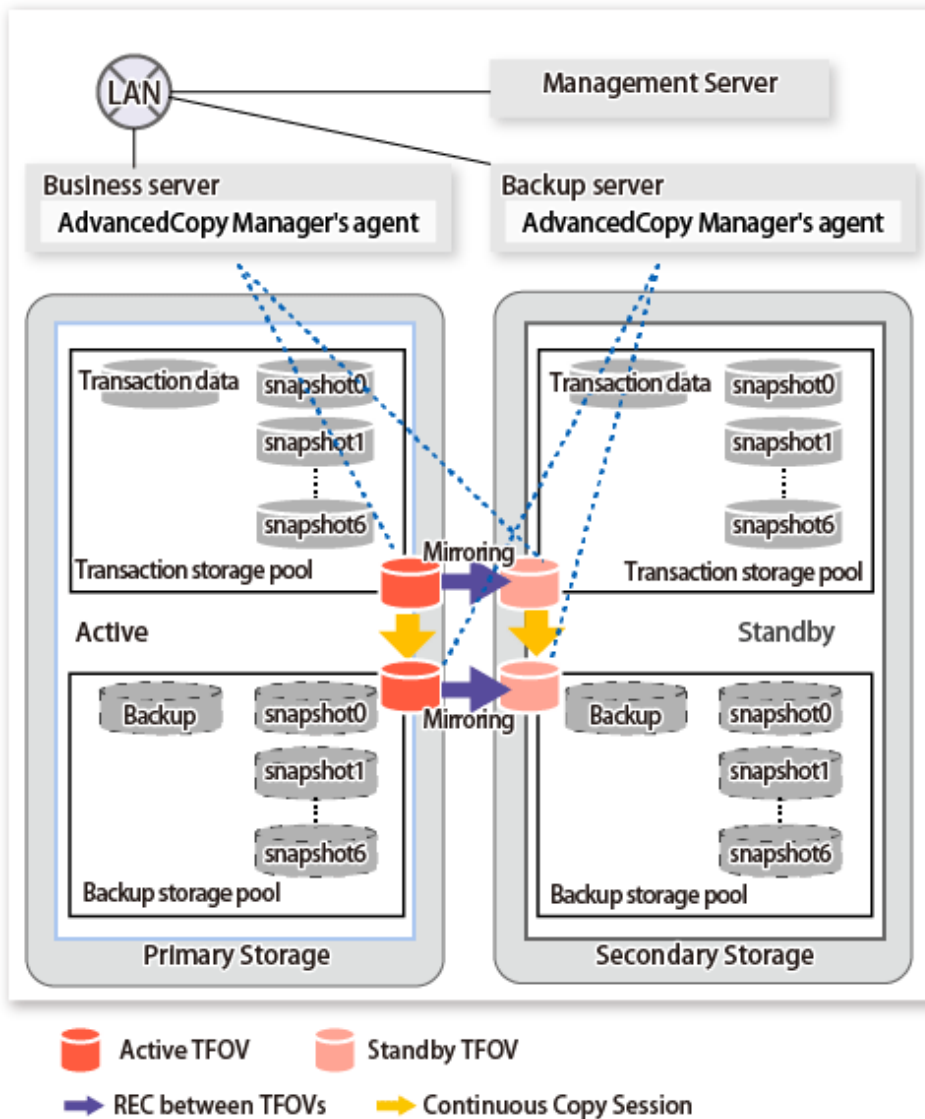 LAN
Management Server
Business server
AdvancedCopy Manager's agent
Backup server
AdvancedCopy Manager's agent
Transaction data
snapshot0
snapshot1
snapshot6
Transaction storage pool
Transaction data
snapshot0
snapshot1
snapshot6
Transaction storage pool
Mirroring
Active
Standby
Mirroring
Backup
snapshot0
snapshot1
snapshot6
Backup storage pool
Backup
snapshot0
snapshot1
snapshot6
Backup storage pool
Primary Storage
Secondary Storage
Active TFOV
Standby TFOV
REC between TFOVs
Continuous Copy Session